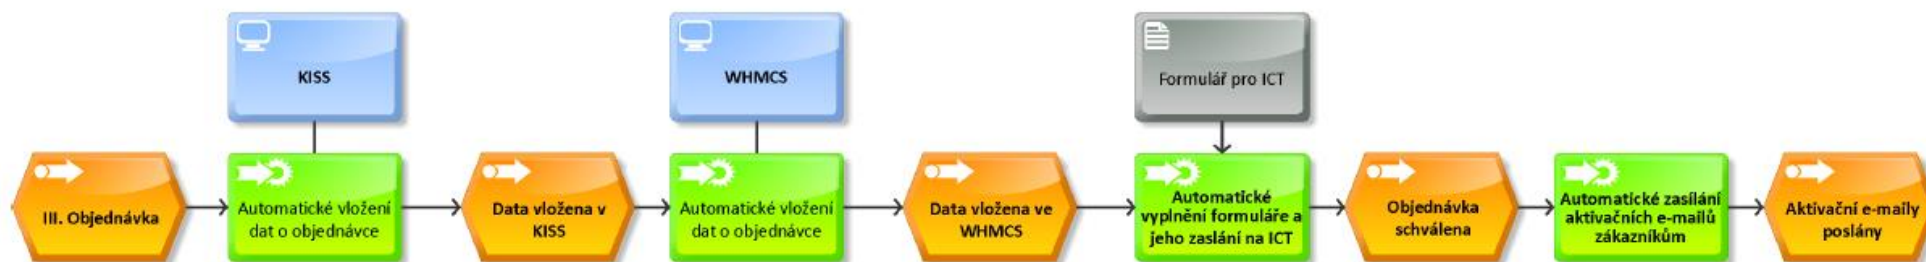 KISS
WHMCS
Formulář pro ICT
III. Objednávka
Automatické vložení
dat o objednávce
Data vložena v
KISS
Automatické vložení
dat o objednávce
Data vložena ve
WHMCS
Automatické
vyplnění formuláře a
jeho zaslání na ICT
Objednávka
schválena
Automatické zasílání
aktivačních e-mailů
zákazníkům
Aktivační e-maily
poslány